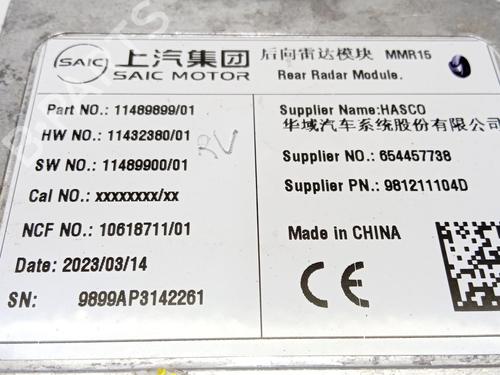 SAIC 上汽集团
SAIC MOTOR
后向雷达模块 MMR15
Rear Radar Module.
Part NO.: 11489899/01
HW NO.: 11432380/01
SW NO.: 11489900/01
Cal NO.: xxxxxxxx/xx
NCF NO.: 10618711/01
Date: 2023/03/14
SN: 9899AP3142261
Supplier Name:HASCO
华域汽车系统股份有限公司
Supplier NO.: 654457738
Supplier PN.: 981211104D
Made in CHINA
CE